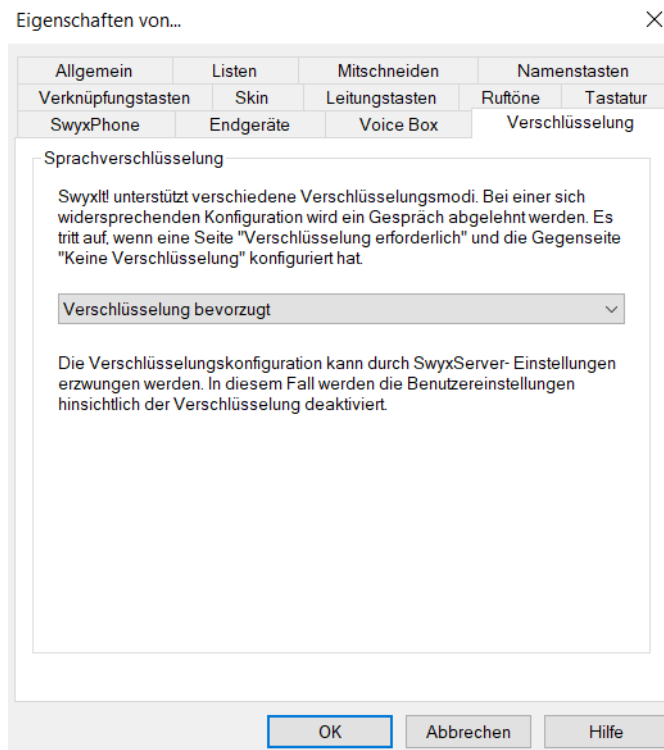 Eigenschaften von...
Allgemein Listen Mitschneiden Namenstasten
Verknüpfungstasten Skin Leitungstasten Ruftöne Tastatur
SwyxPhone Endgeräte Voice Box Verschlüsselung
Sprachverschlüsselung
SwyxIt! unterstützt verschiedene Verschlüsselungsmodi. Bei einer sich
widersprechenden Konfiguration wird ein Gespräch abgelehnt werden. Es
tritt auf, wenn eine Seite "Verschlüsselung erforderlich" und die Gegenseite
"Keine Verschlüsselung" konfiguriert hat.
Verschlüsselung bevorzugt
Die Verschlüsselungskonfiguration kann durch SwyxServer- Einstellungen
erzwungen werden. In diesem Fall werden die Benutzereinstellungen
hinsichtlich der Verschlüsselung deaktiviert.
OK Abbrechen Hilfe